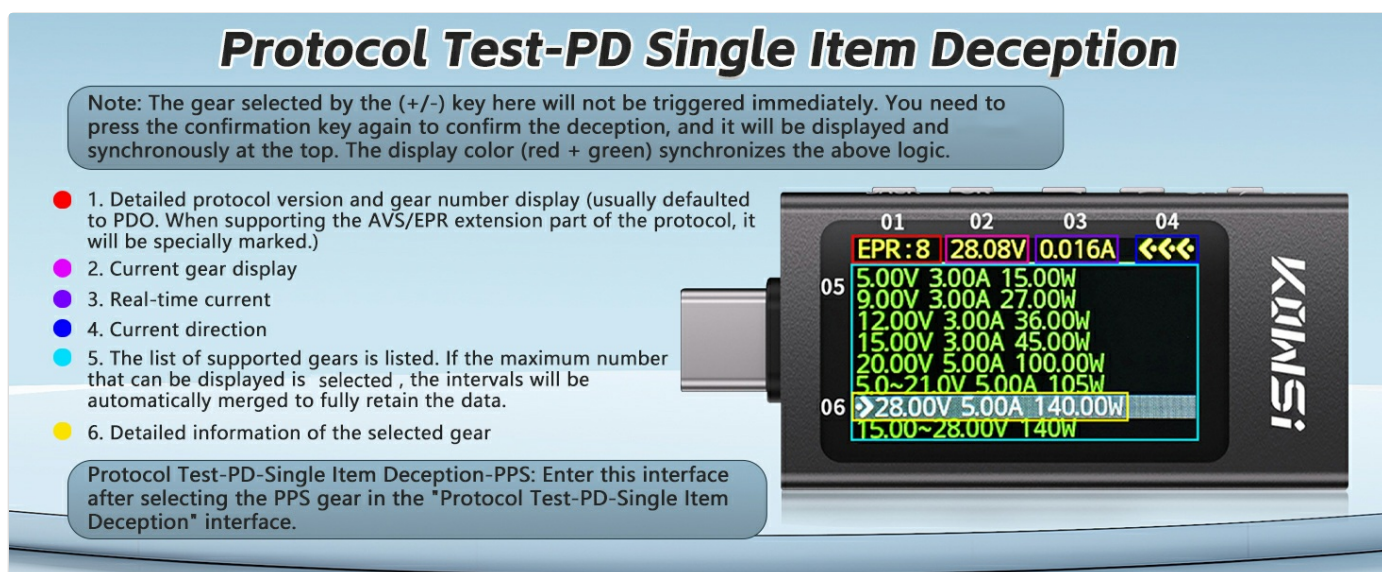 Protocol Test-PD Single Item Deception
Note: The gear selected by the (+/-) key here will not be triggered immediately. You need to
press the confirmation key again to confirm the deception, and it will be displayed and
synchronously at the top. The display color (red + green) synchronizes the above logic.
1. Detailed protocol version and gear number display (usually defaulted
to PDO. When supporting the AVS/EPR extension part of the protocol, it
will be specially marked.)
2. Current gear display
3. Real-time current
4. Current direction
5. The list of supported gears is listed. If the maximum number
that can be displayed is selected , the intervals will be
automatically merged to fully retain the data.
6. Detailed information of the selected gear
Protocol Test-PD-Single Item Deception-PPS: Enter this interface
after selecting the PPS gear in the "Protocol Test-PD-Single Item
Deception" interface.
01 02 03 04
EPR:8 28.08V 0.016A
05
5.00V 3.00A 15.00W
9.00V 3.00A 27.00W
12.00V 3.00A 36.00W
15.00V 3.00A 45.00W
20.00V 5.00A 100.00W
5.0~21.0V 5.00A 105W
06
28.00V 5.00A 140.00W
15.00~28.00V 140W
KOWSi